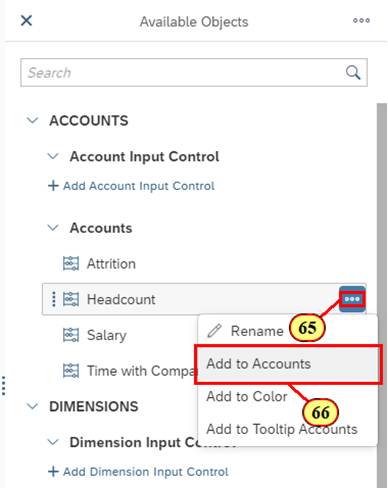 Available Objects
Search
ACCOUNTS
Account Input Control
+ Add Account Input Control
Accounts
Attrition
Headcount
65
Rename
Salary
Add to Accounts
Time with Compa
Add to Color
66
DIMENSIONS
Add to Tooltip Accounts
Dimension Input Co
+ Add Dimension Input Control